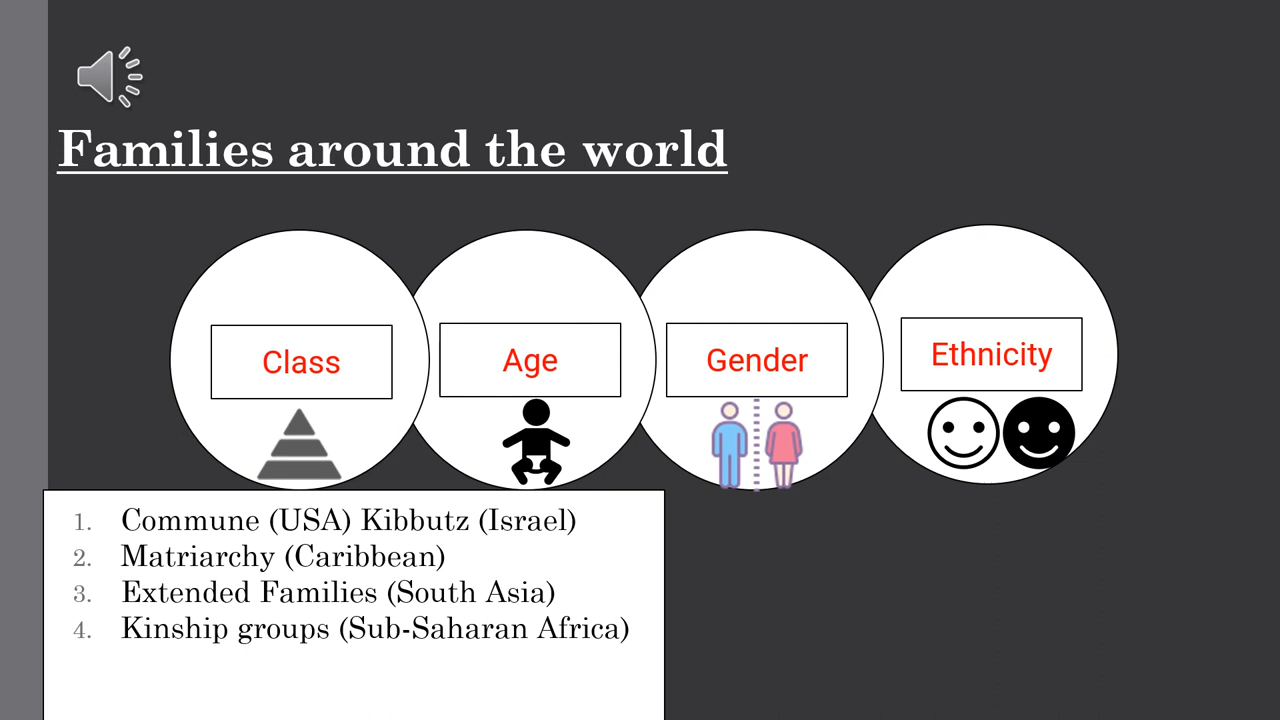 Families around the world
Class
Age
Gender
Ethnicity
1. Commune (USA) Kibbutz (Israel)
2. Matriarchy (Caribbean)
3. Extended Families (South Asia)
4. Kinship groups (Sub-Saharan Africa)